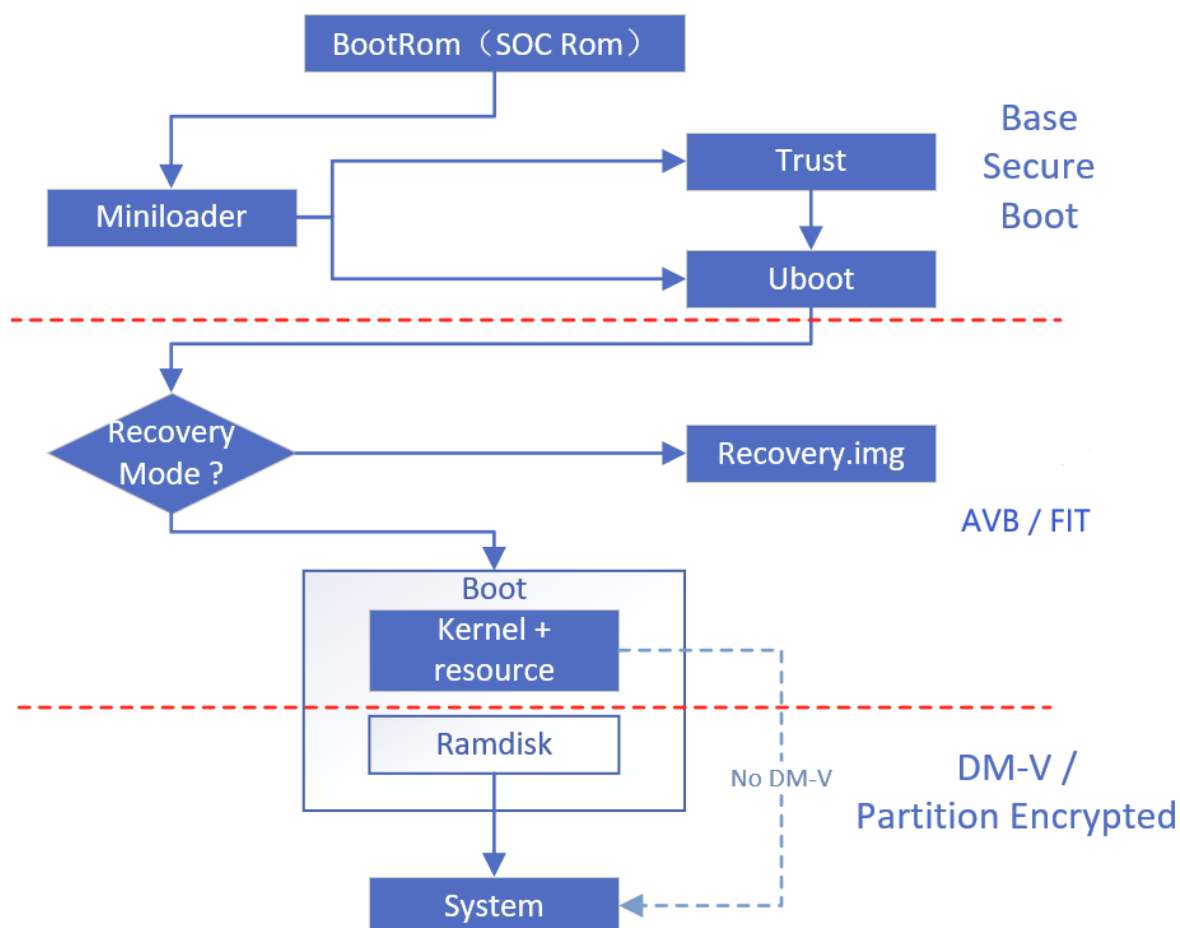 BootRom（SOC Rom）
Base
Secure
Boot
Trust
Miniloader
Uboot
Recovery
Mode ?
Recovery.img
AVB / FIT
Boot
Kernel +
resource
Ramdisk
No DM-V
DM-V /
Partition Encrypted
System